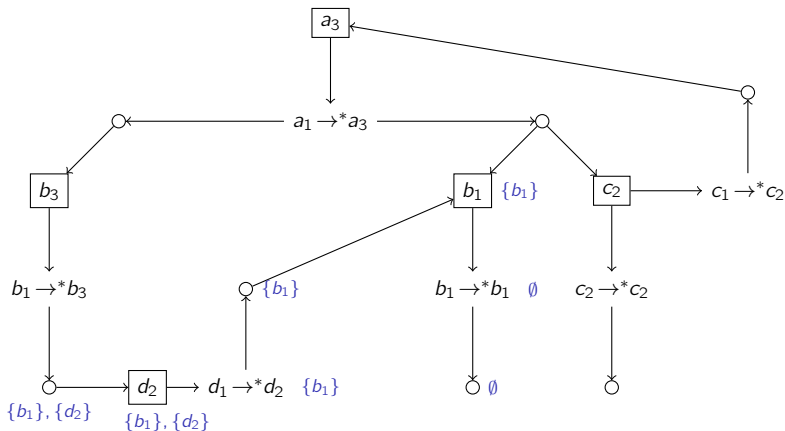 a₃
a₁ →* a₃
b₃
b₁ {b₁}
c₂
c₁ →* c₂
b₁ →* b₃
{b₁}
b₁ →* b₁ ∅
c₂ →* c₂
d₂
d₁ →* d₂ {b₁}
∅
{b₁}, {d₂}
{b₁}, {d₂}